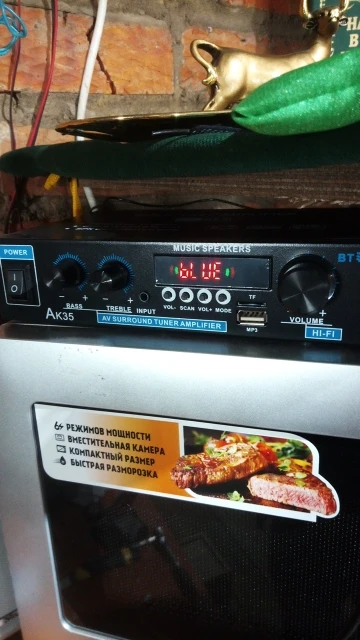 НА
В
POWER
MUSIC SPEAKERS
BLUE
BT
BASS
TREBLE
INPUT
VOL- SCAN VOL+ MODE
TF
MP3
AK35
AV SURROUND TUNER AMPLIFIER
VOLUME
HI-FI
6 РЕЖИМОВ МОЩНОСТИ
ВМЕСТИТЕЛЬНАЯ КАМЕРА
КОМПАКТНЫЙ РАЗМЕР
БЫСТРАЯ РАЗМОРОЗКА